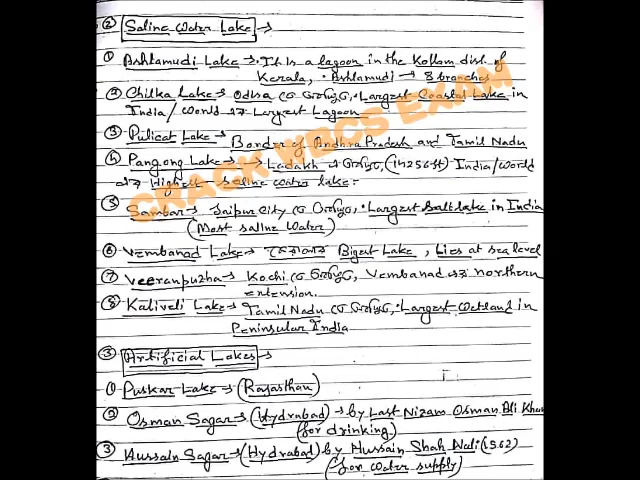 ② Saline Water Lake →
① Ashtamudi Lake → · It is a lagoon in the Kollam dist. of
Kerala, · Ashtamudi → 8 branches
② Chilka Lake → Odisa তে অবস্থিত, · Largest Coastal Lake in
India/World এর Largest Lagoon
③ Pulicat Lake → Border of Andhra Pradesh and Tamil Nadu
④ Pangong Lake → → Ladakh → অবস্থিত, (14256 ft) India/World
এর Highest saline water lake.
⑤ Sambar → Jaipur City তে অবস্থিত, · Largest Salt lake in India
(Most saline Water)
⑥ Vembanad Lake → কেরালার Bigest Lake, Lies at sea level
⑦ Veeranpuzha → Kochi তে অবস্থিত, Vembanad এর northern
extension.
⑧ Kaliveli Lake → Tamil Nadu তে অবস্থিত, · Largest Wetland in
Peninsular India
③ Artificial Lakes →
① Puskar Lake → (Rajasthan)
② Osman Sagar → (Hydrabad) → by Last Nizam Osman Ali Khan
(for drinking)
③ Hussain Sagar → (Hydrabad) by Hussain Shah Wali (1562)
(for water supply)
CRACK WBCS EXAM